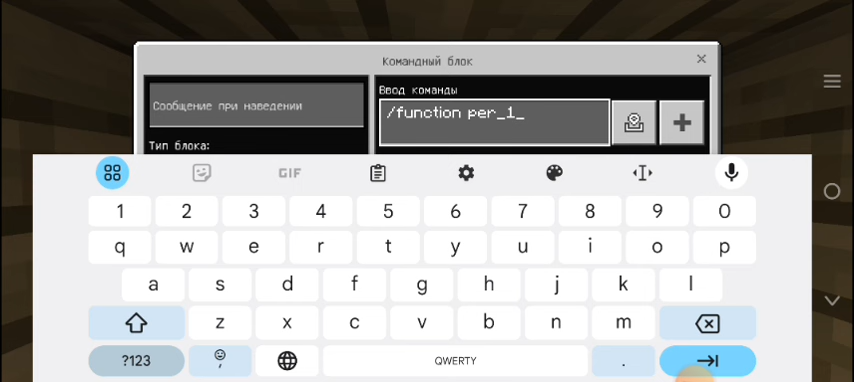 Командный блок
Сообщение при наведении
Ввод команды
/function per_1_
Тип блока:
GIF
1 2 3 4 5 6 7 8 9 0
q w e r t y u i o p
a s d f g h j k l
z x c v b n m
?123 , QWERTY .